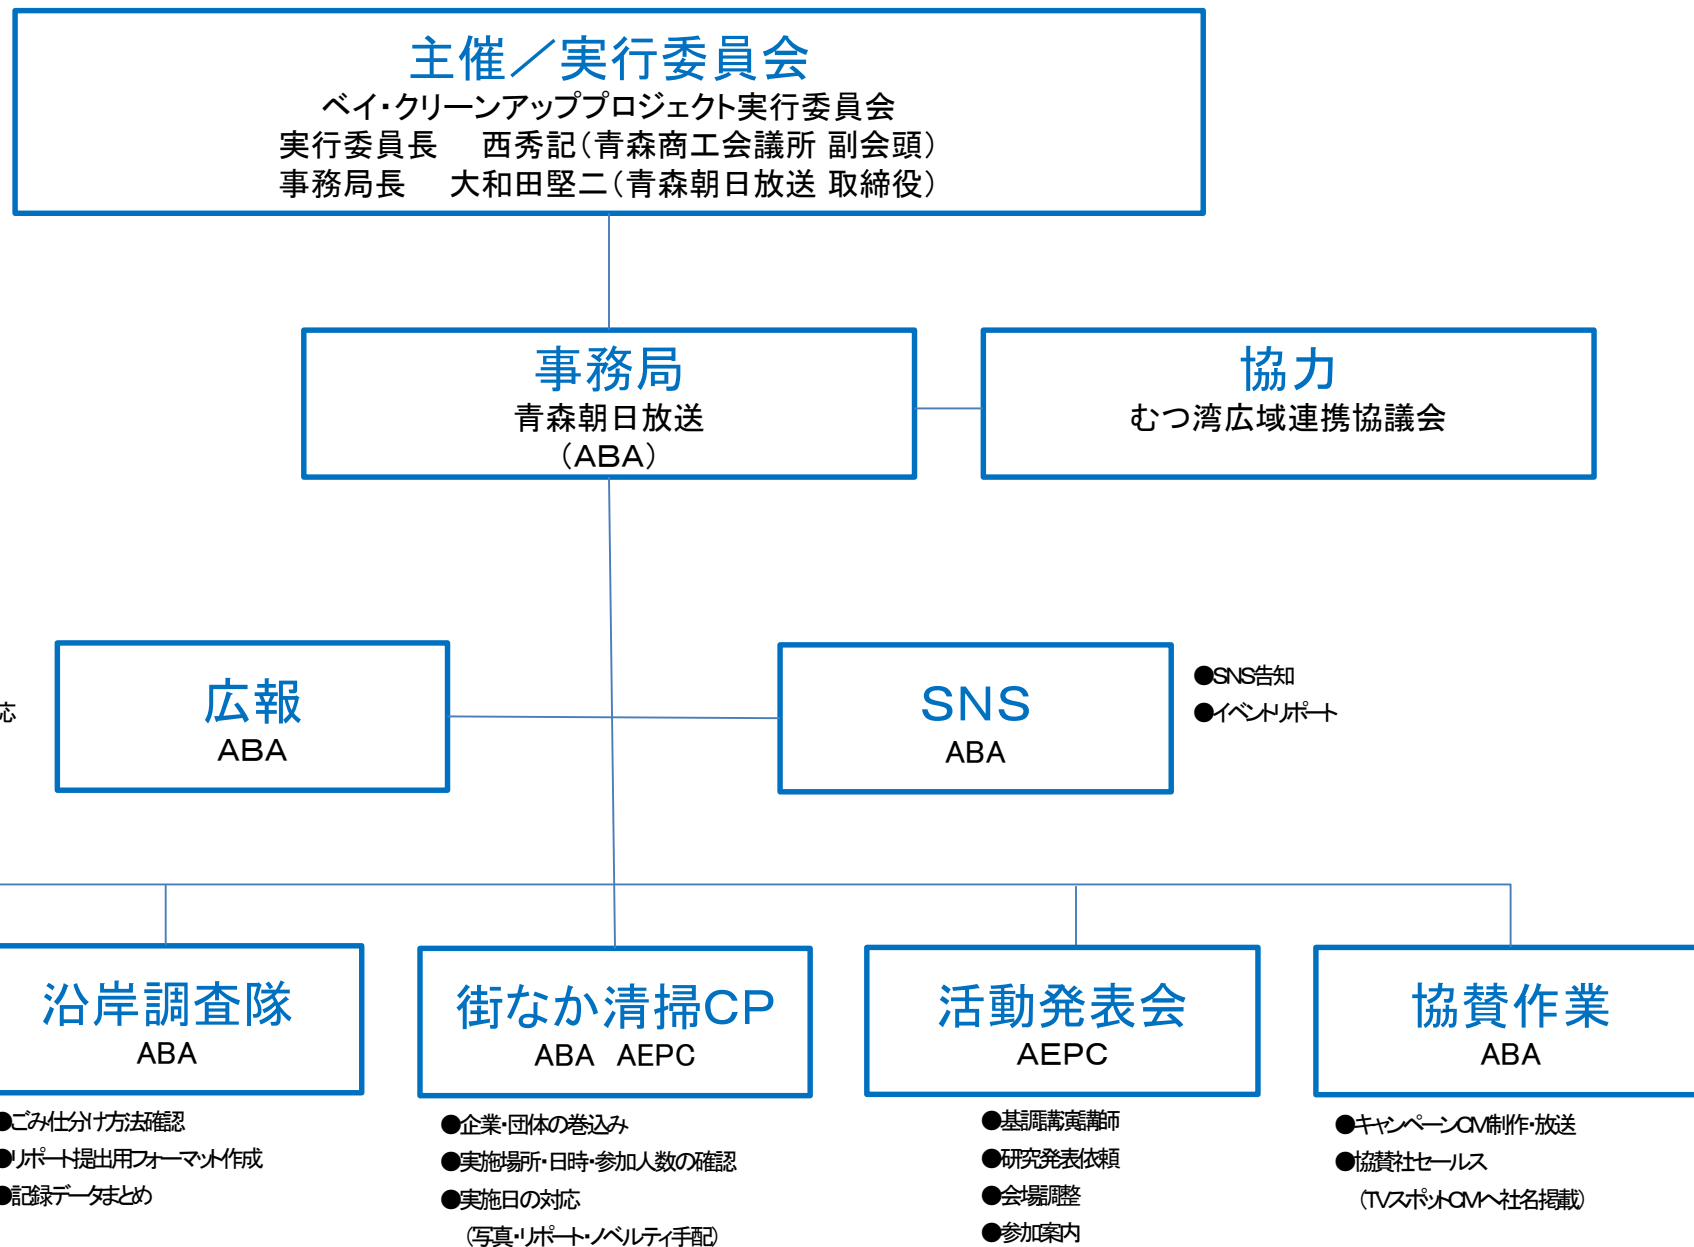 主催／実行委員会
ベイ・クリーンアッププロジェクト実行委員会
実行委員長　西秀記（青森商工会議所 副会頭）
事務局長　大和田堅二（青森朝日放送 取締役）
事務局
青森朝日放送
（ABA）
協力
むつ湾広域連携協議会
応
広報
ABA
SNS
ABA
●SNS告知
●イベントリポート
沿岸調査隊
ABA
●ごみ仕分け方法確認
●リポート提出用フォーマット作成
●記録データまとめ
街なか清掃CP
ABA　AEPC
●企業・団体の巻込み
●実施場所・日時・参加人数の確認
●実施日の対応
（写真・リポート・ノベルティ手配）
活動発表会
AEPC
●基調講演講師
●研究発表依頼
●会場調整
●参加案内
協賛作業
ABA
●キャンペーンCM制作・放送
●協賛社セールス
（TVスポットCMへ社名掲載）